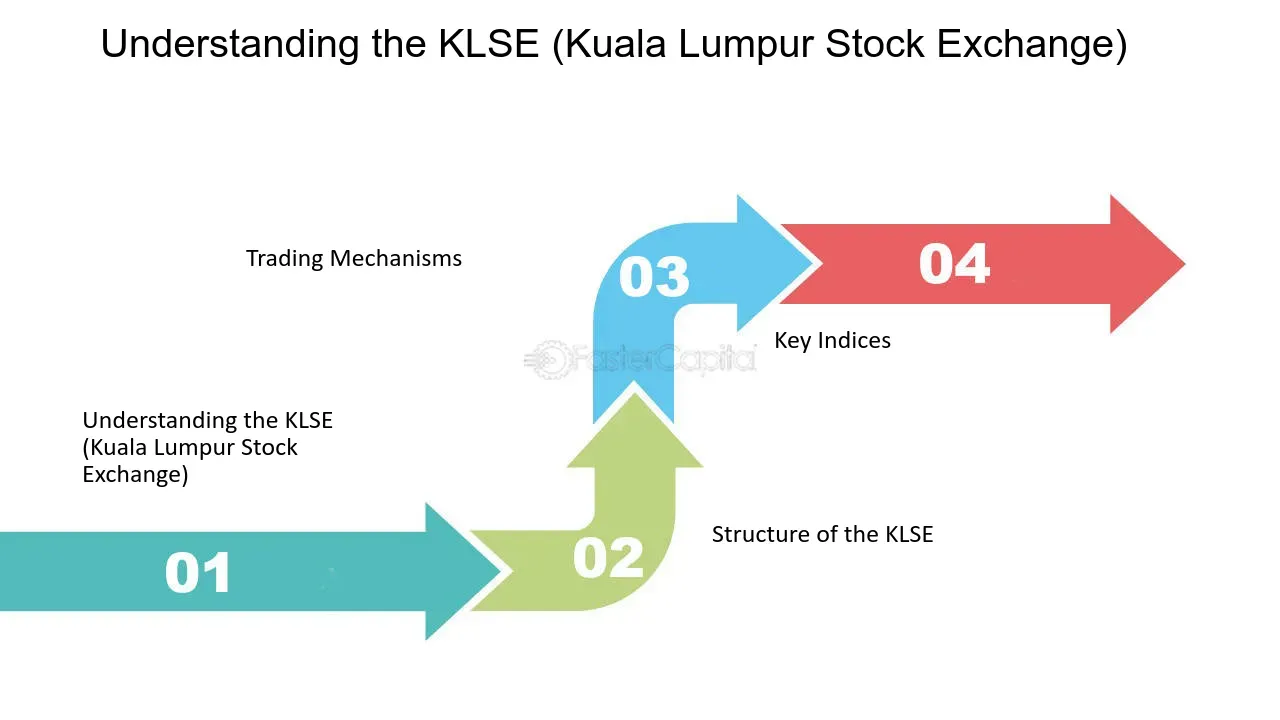 Understanding the KLSE (Kuala Lumpur Stock Exchange)
Trading Mechanisms
03
04
Key Indices
FasterCapital
Understanding the KLSE
(Kuala Lumpur Stock
Exchange)
Structure of the KLSE
01
02